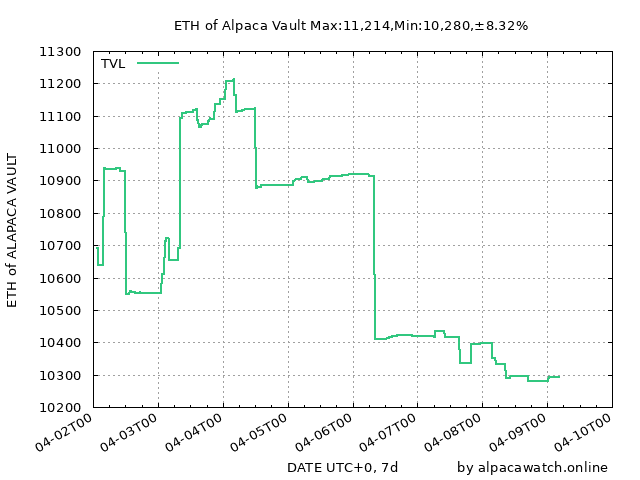 ETH of Alpaca Vault Max:11,214,Min:10,280,±8.32%
TVL
ETH of ALAPACA VAULT
11300
11200
11100
11000
10900
10800
10700
10600
10500
10400
10300
10200
04-02T00
04-03T00
04-04T00
04-05T00
04-06T00
04-07T00
04-08T00
04-09T00
04-10T00
DATE UTC+0, 7d
by alpacawatch.online